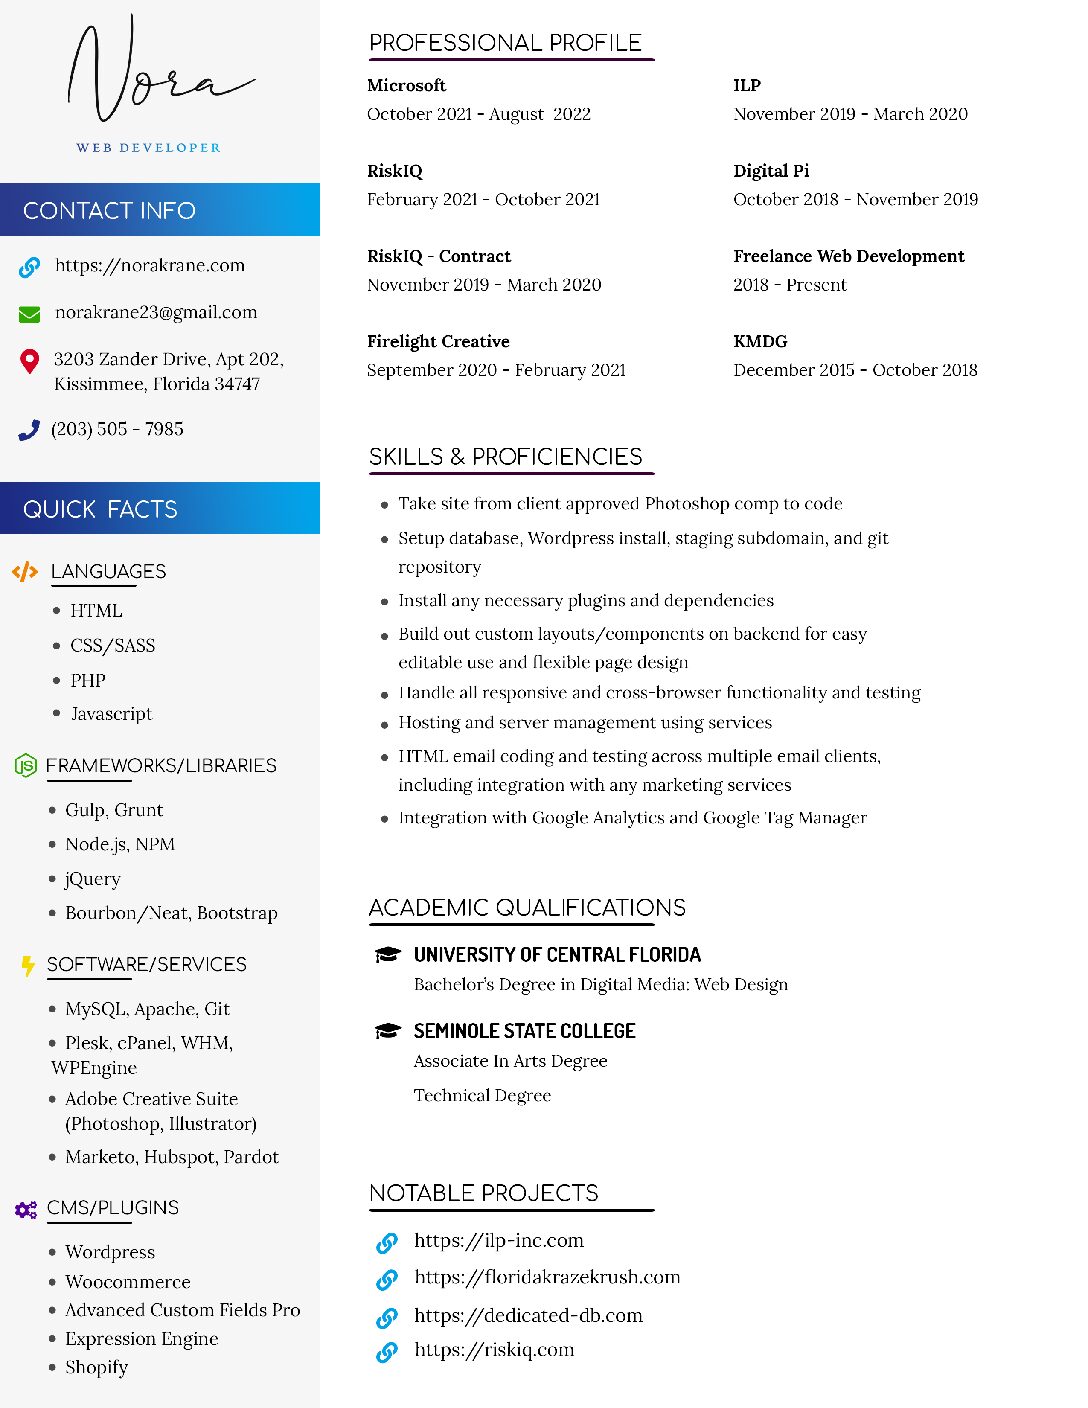 Nora
WEB DEVELOPER
CONTACT INFO
https://norakrane.com
norakrane23@gmail.com
3203 Zander Drive, Apt 202,
Kissimmee, Florida 34747
(203) 505 - 7985
QUICK FACTS
LANGUAGES
HTML
CSS/SASS
PHP
Javascript
JS
FRAMEWORKS/LIBRARIES
Gulp, Grunt
Node.js, NPM
jQuery
Bourbon/Neat, Bootstrap
SOFTWARE/SERVICES
MySQL, Apache, Git
Plesk, cPanel, WHM,
WPEngine
Adobe Creative Suite
(Photoshop, Illustrator)
Marketo, Hubspot, Pardot
CMS/PLUGINS
Wordpress
Woocommerce
Advanced Custom Fields Pro
Expression Engine
Shopify
PROFESSIONAL PROFILE
Microsoft
October 2021 - August 2022
RiskIQ
February 2021 - October 2021
RiskIQ - Contract
November 2019 - March 2020
Firelight Creative
September 2020 - February 2021
ILP
November 2019 - March 2020
Digital Pi
October 2018 - November 2019
Freelance Web Development
2018 - Present
KMDG
December 2015 - October 2018
SKILLS & PROFICIENCIES
Take site from client approved Photoshop comp to code
Setup database, Wordpress install, staging subdomain, and git
repository
Install any necessary plugins and dependencies
Build out custom layouts/components on backend for easy
editable use and flexible page design
Handle all responsive and cross-browser functionality and testing
Hosting and server management using services
HTML email coding and testing across multiple email clients,
including integration with any marketing services
Integration with Google Analytics and Google Tag Manager
ACADEMIC QUALIFICATIONS
UNIVERSITY OF CENTRAL FLORIDA
Bachelor's Degree in Digital Media: Web Design
SEMINOLE STATE COLLEGE
Associate In Arts Degree
Technical Degree
NOTABLE PROJECTS
https://ilp-inc.com
https://floridakrazekrush.com
https://dedicated-db.com
https://riskiq.com